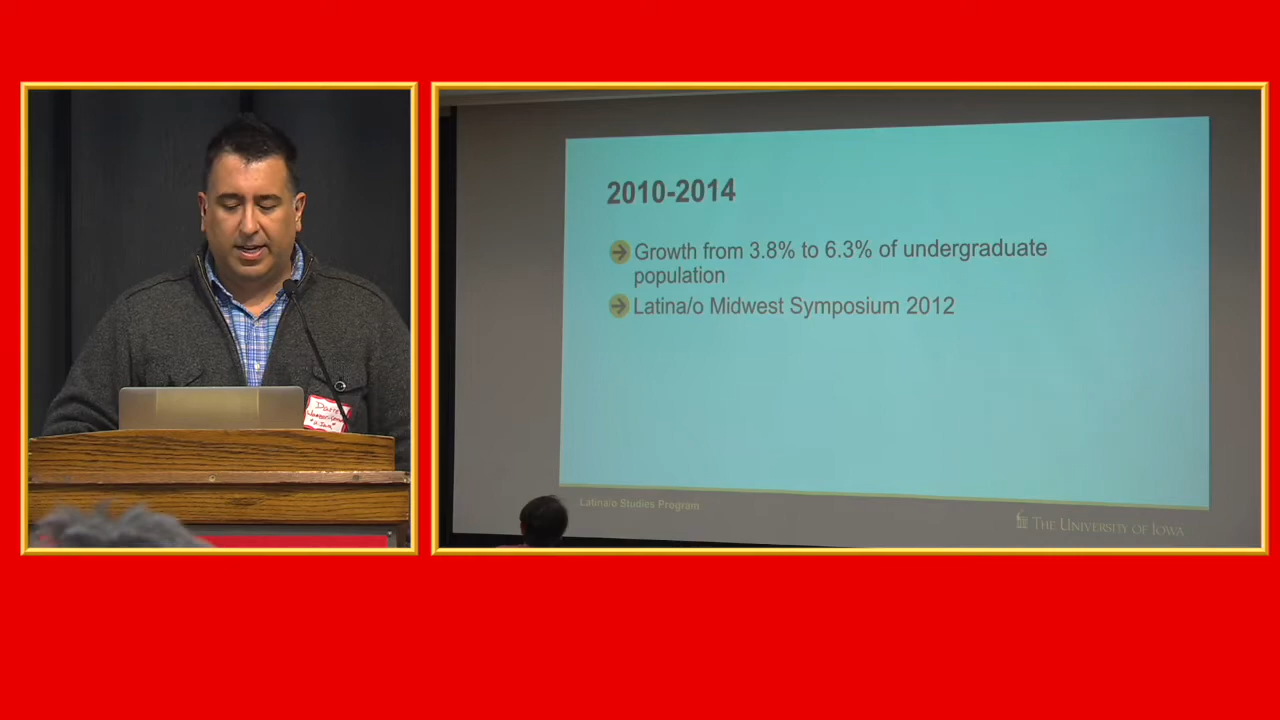 2010-2014
Growth from 3.8% to 6.3% of undergraduate
population
Latina/o Midwest Symposium 2012
Latina/o Studies Program
THE UNIVERSITY OF IOWA